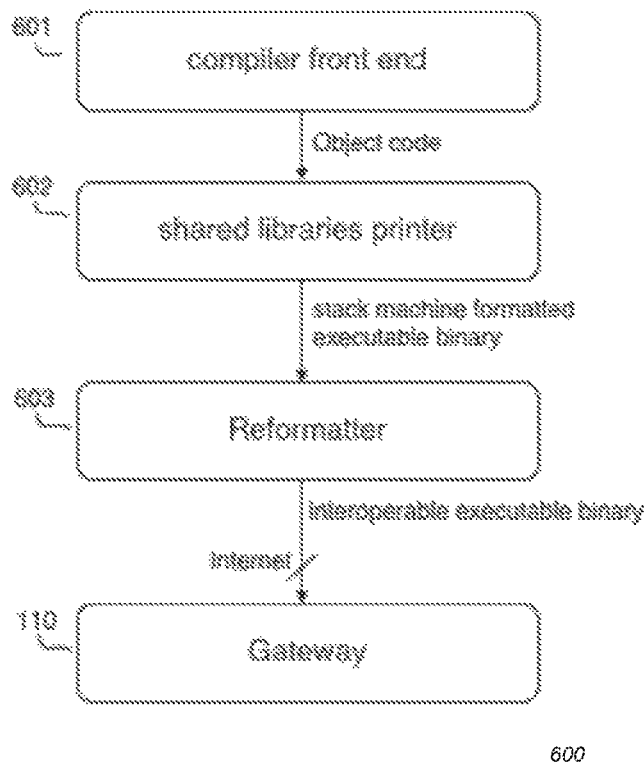 601
compiler front end
Object code
602
shared libraries printer
stack machine formatted
executable binary
603
Reformatter
interoperable executable binary
Internet
110
Gateway
600